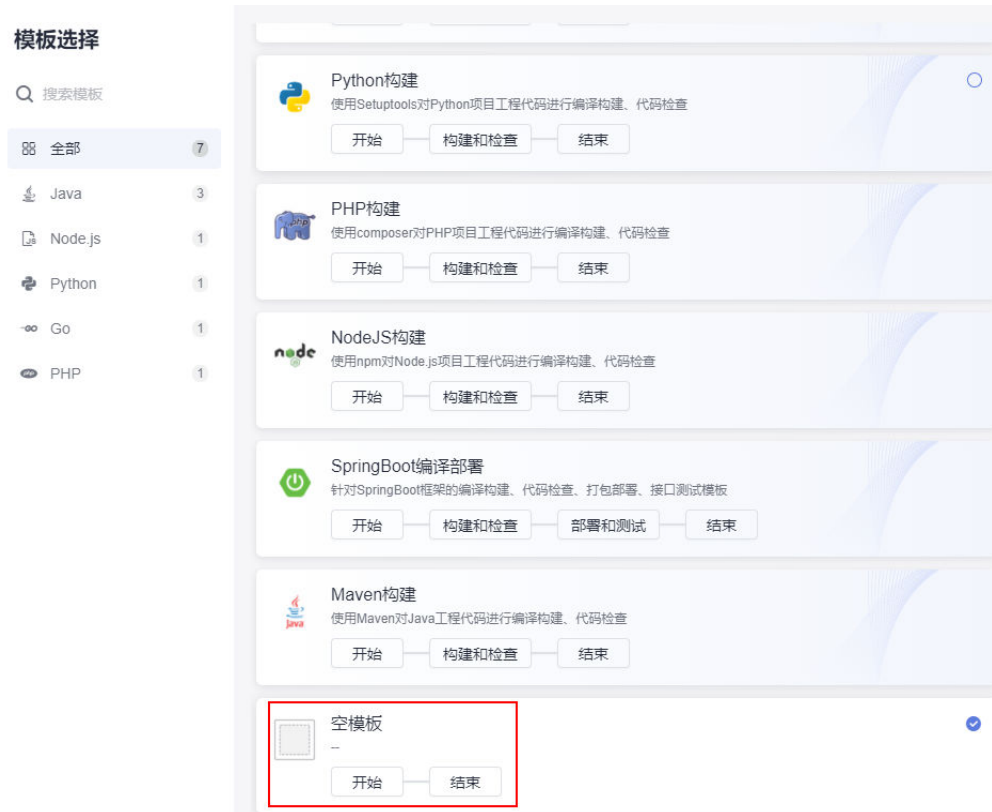 模板选择
搜索模板
全部 7
Java 3
Node.js 1
Python 1
Go 1
PHP 1
Python构建
使用Setuptools对Python项目工程代码进行编译构建、代码检查
开始 构建和检查 结束
php
PHP构建
使用composer对PHP项目工程代码进行编译构建、代码检查
开始 构建和检查 结束
node
NodeJS构建
使用npm对Node.js项目工程代码进行编译构建、代码检查
开始 构建和检查 结束
SpringBoot编译部署
针对SpringBoot框架的编译构建、代码检查、打包部署、接口测试模板
开始 构建和检查 部署和测试 结束
Java
Maven构建
使用Maven对Java工程代码进行编译构建、代码检查
开始 构建和检查 结束
空模板
--
开始 结束